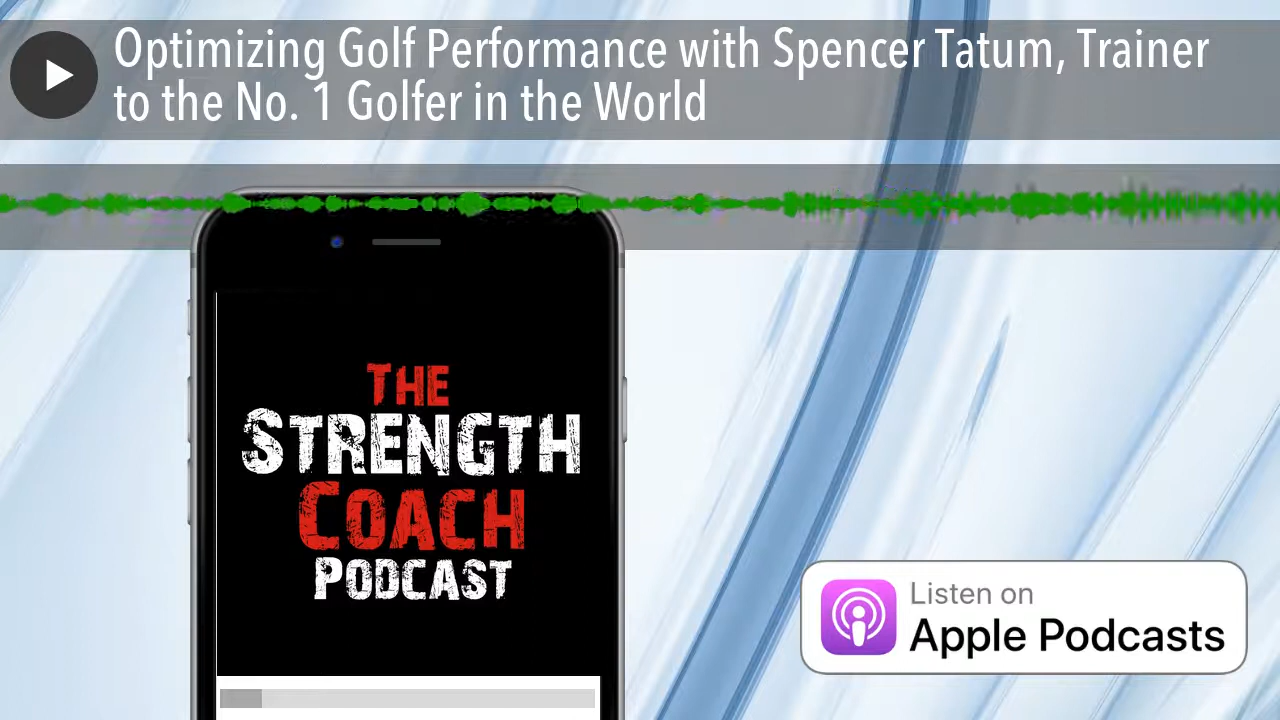 Optimizing Golf Performance with Spencer Tatum, Trainer
to the No. 1 Golfer in the World
The
Strength
Coach
Podcast
Listen on
Apple Podcasts